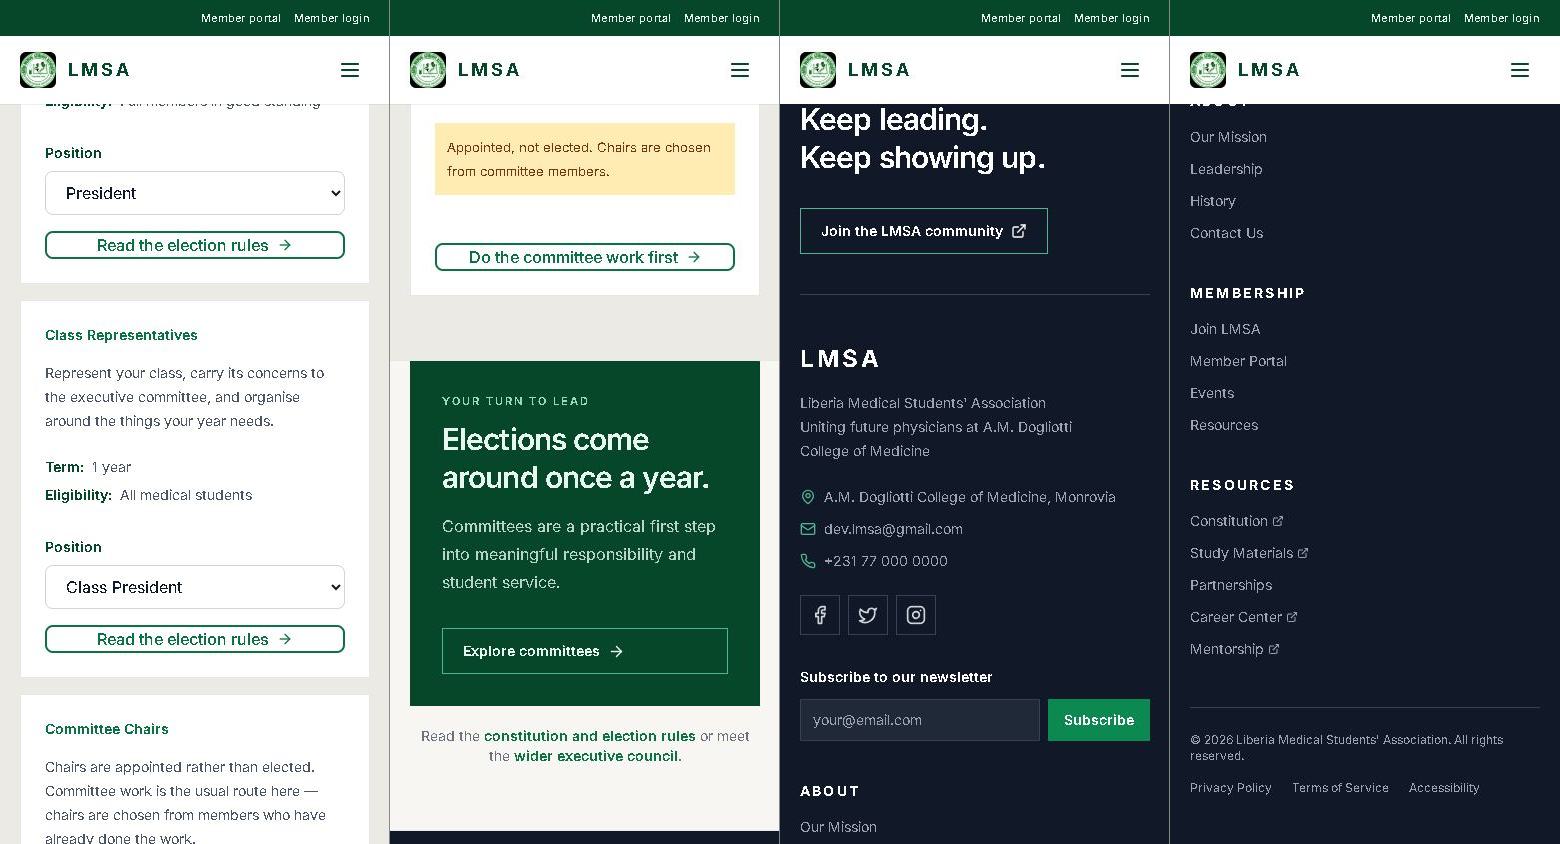 Member portal Member login
LMSA
Eligibility: Full members in good standing
Position
President
Read the election rules
Class Representatives
Represent your class, carry its concerns to
the executive committee, and organise
around the things your year needs.
Term: 1 year
Eligibility: All medical students
Position
Class President
Read the election rules
Committee Chairs
Chairs are appointed rather than elected.
Committee work is the usual route here —
chairs are chosen from members who have
already done the work.
Member portal Member login
LMSA
Appointed, not elected. Chairs are chosen
from committee members.
Do the committee work first
YOUR TURN TO LEAD
Elections come
around once a year.
Committees are a practical first step
into meaningful responsibility and
student service.
Explore committees
Read the constitution and election rules or meet
the wider executive council.
Member portal Member login
LMSA
Keep leading.
Keep showing up.
Join the LMSA community
LMSA
Liberia Medical Students' Association
Uniting future physicians at A.M. Dogliotti
College of Medicine
A.M. Dogliotti College of Medicine, Monrovia
dev.lmsa@gmail.com
+231 77 000 0000
Subscribe to our newsletter
your@email.com Subscribe
ABOUT
Our Mission
Member portal Member login
LMSA
ABOUT
Our Mission
Leadership
History
Contact Us
MEMBERSHIP
Join LMSA
Member Portal
Events
Resources
RESOURCES
Constitution
Study Materials
Partnerships
Career Center
Mentorship
© 2026 Liberia Medical Students' Association. All rights
reserved.
Privacy Policy Terms of Service Accessibility